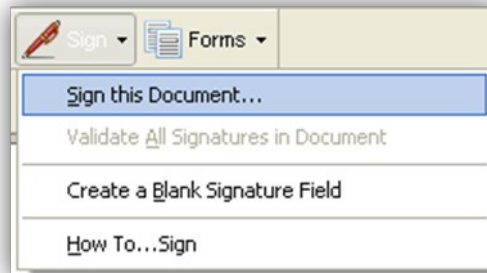 Sign Forms
Sign this Document...
Validate All Signatures in Document
Create a Blank Signature Field
How To...Sign